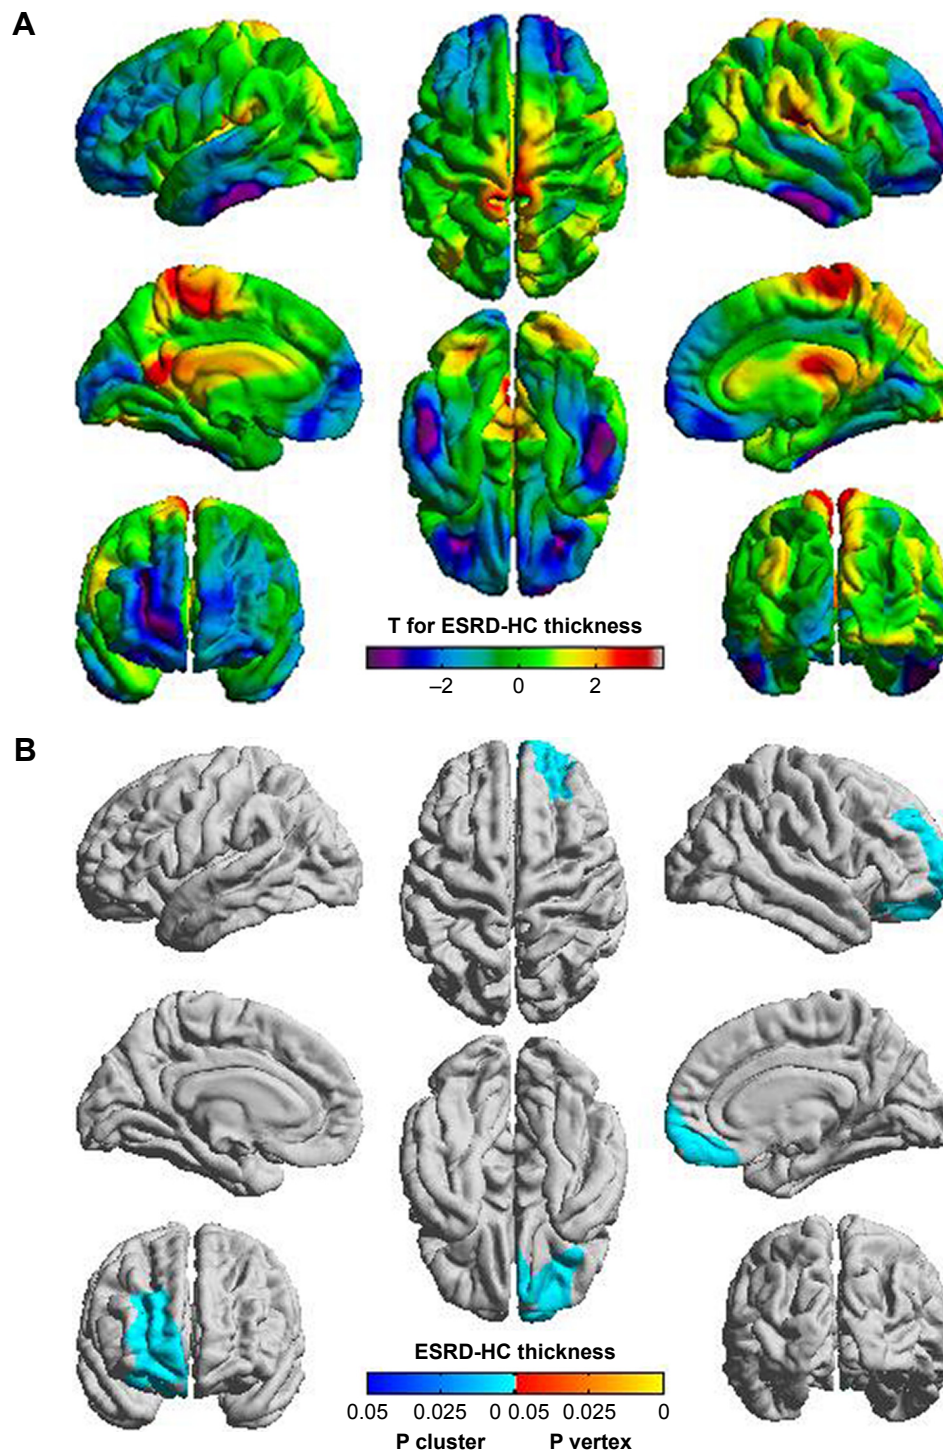 A
T for ESRD-HC thickness
–2 0 2
B
ESRD-HC thickness
0.05 0.025 0 0.05 0.025 0
P cluster P vertex